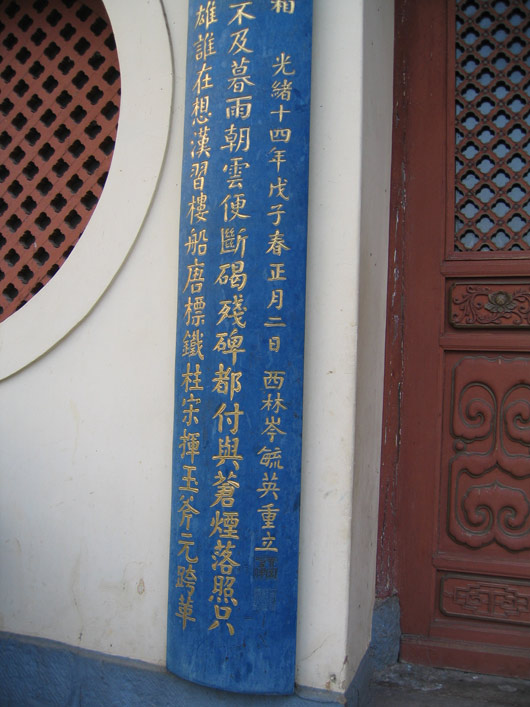 雄誰在想漢習樓船唐標鐵柱宋揮玉斧元跨革
不及暮雨朝雲便斷碣殘碑都付與蒼煙落照只
光緒十四年戊子春正月二日 西林岑毓英重立